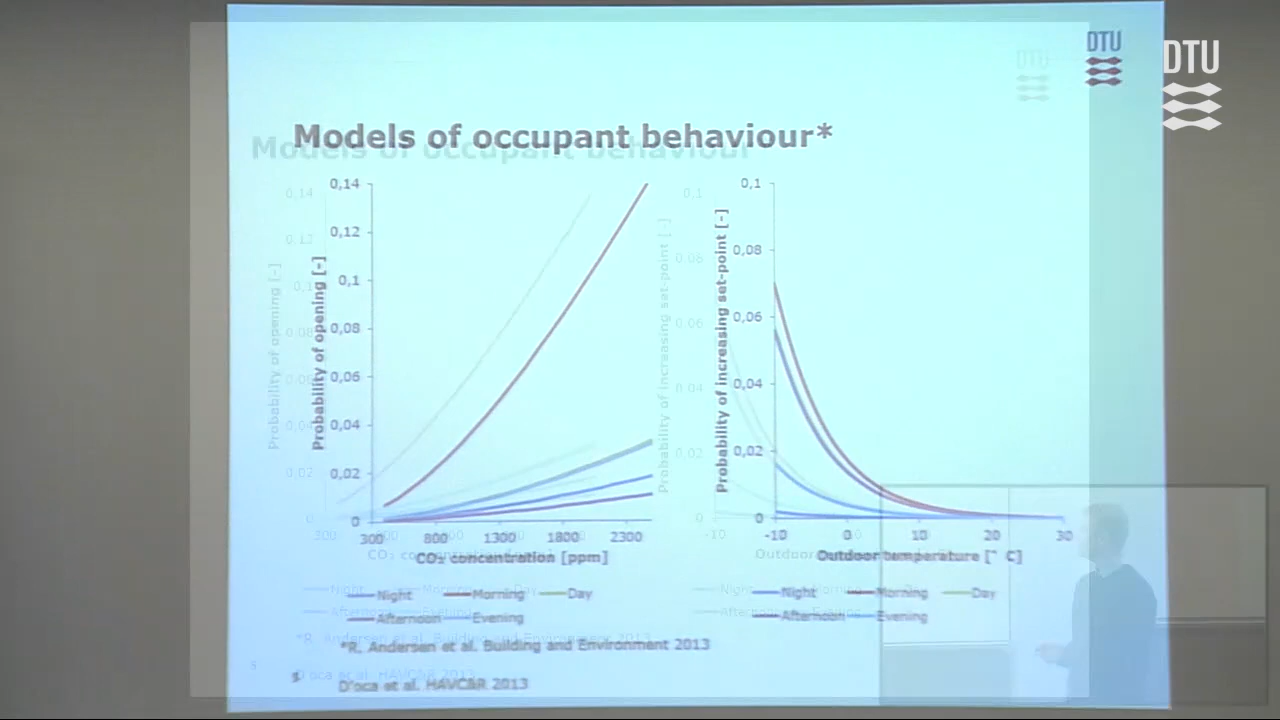 DTU
DTU
Models of occupant behaviour*
0,14
0,12
0,1
0,08
0,06
0,04
0,02
0
Probability of opening [-]
300 800 1300 1800 2300
CO₂ concentration [ppm]
Night Morning Day
Afternoon Evening
0,1
0,08
0,06
0,04
0,02
0
Probability of increasing set-point [-]
-10 0 10 20 30
Outdoor temperature [° C]
Night Morning Day
Afternoon Evening
*R. Andersen et al. Building and Environment 2013
D'oca et al. HAVC&R 2013